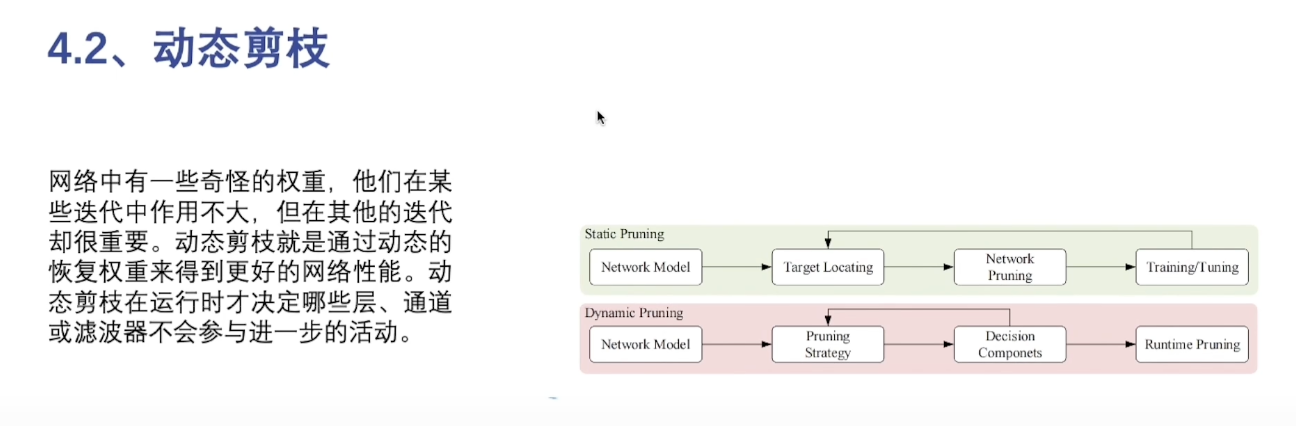 4.2、动态剪枝
网络中有一些奇怪的权重，他们在某
些迭代中作用不大，但在其他的迭代
却很重要。动态剪枝就是通过动态的
恢复权重来得到更好的网络性能。动
态剪枝在运行时才决定哪些层、通道
或滤波器不会参与进一步的活动。
Static Pruning
Network Model
Target Locating
Network
Pruning
Training/Tuning
Dynamic Pruning
Network Model
Pruning
Strategy
Decision
Componets
Runtime Pruning